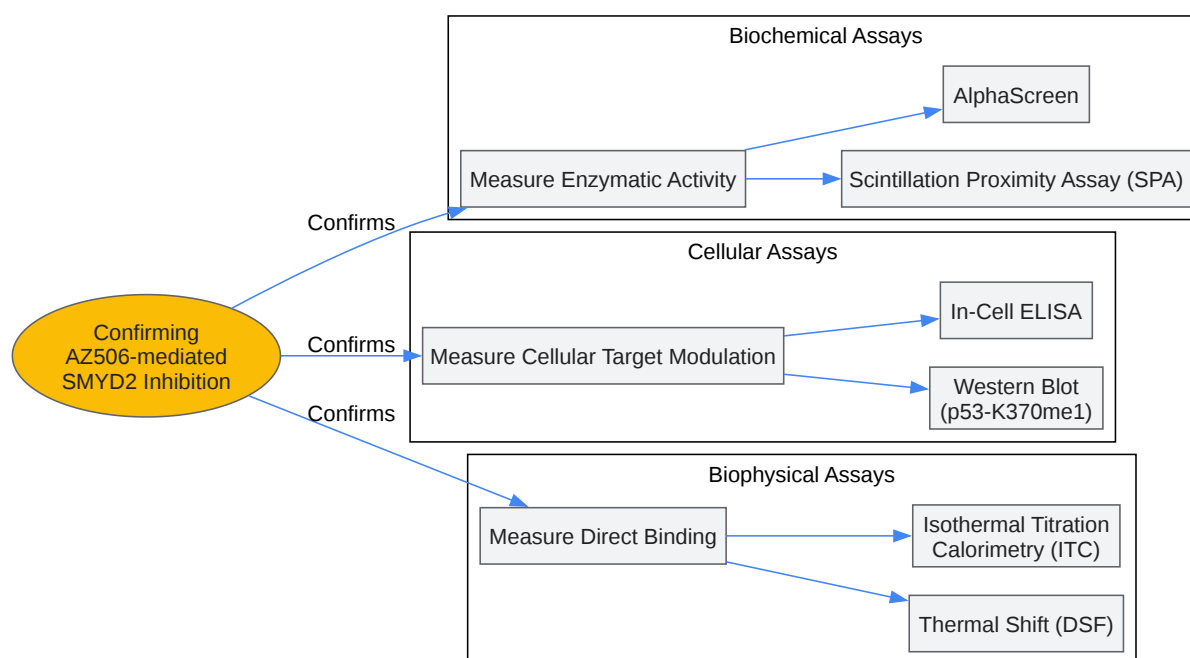 Biochemical Assays
AlphaScreen
Measure Enzymatic Activity
Scintillation Proximity Assay (SPA)
Confirms
Cellular Assays
In-Cell ELISA
Confirming
AZ506-mediated
SMYD2 Inhibition
Confirms
Measure Cellular Target Modulation
Western Blot
(p53-K370me1)
Confirms
Biophysical Assays
Measure Direct Binding
Isothermal Titration
Calorimetry (ITC)
Thermal Shift (DSF)